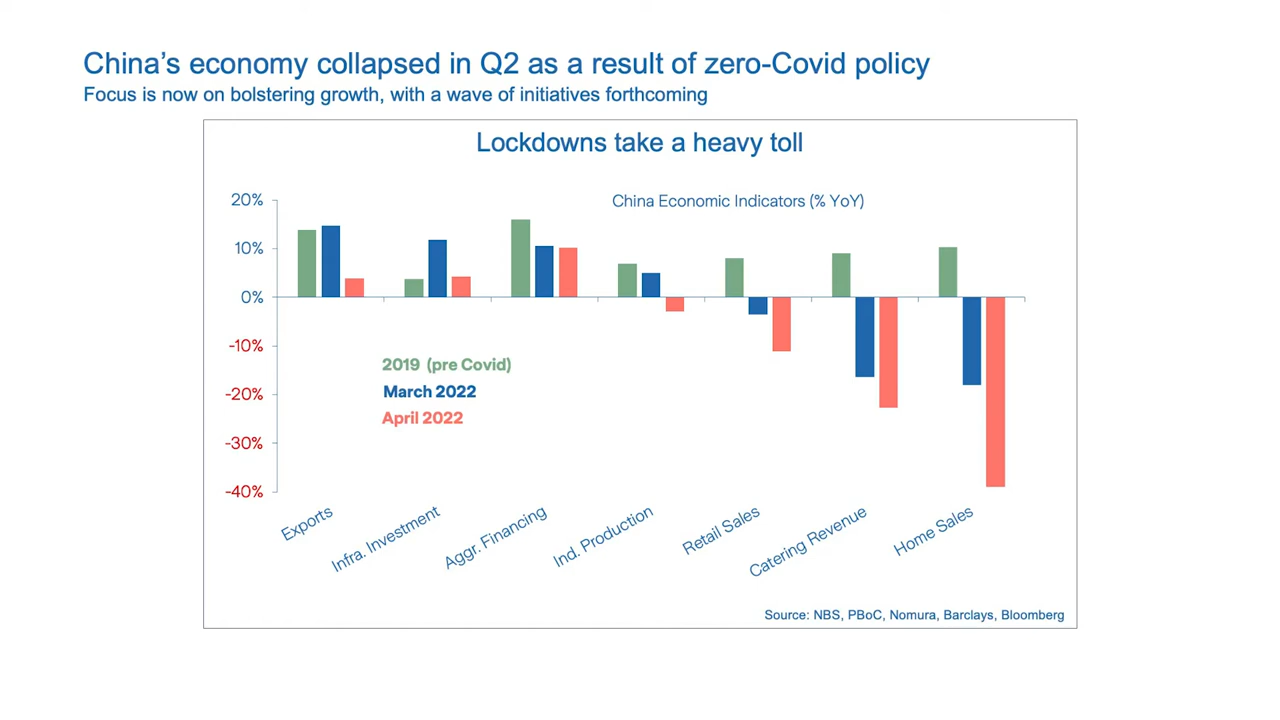 China's economy collapsed in Q2 as a result of zero-Covid policy
Focus is now on bolstering growth, with a wave of initiatives forthcoming
Lockdowns take a heavy toll
China Economic Indicators (% YoY)
20%
10%
0%
-10%
-20%
-30%
-40%
2019 (pre Covid)
March 2022
April 2022
Exports
Infra. Investment
Aggr. Financing
Ind. Production
Retail Sales
Catering Revenue
Home Sales
Source: NBS, PBoC, Nomura, Barclays, Bloomberg